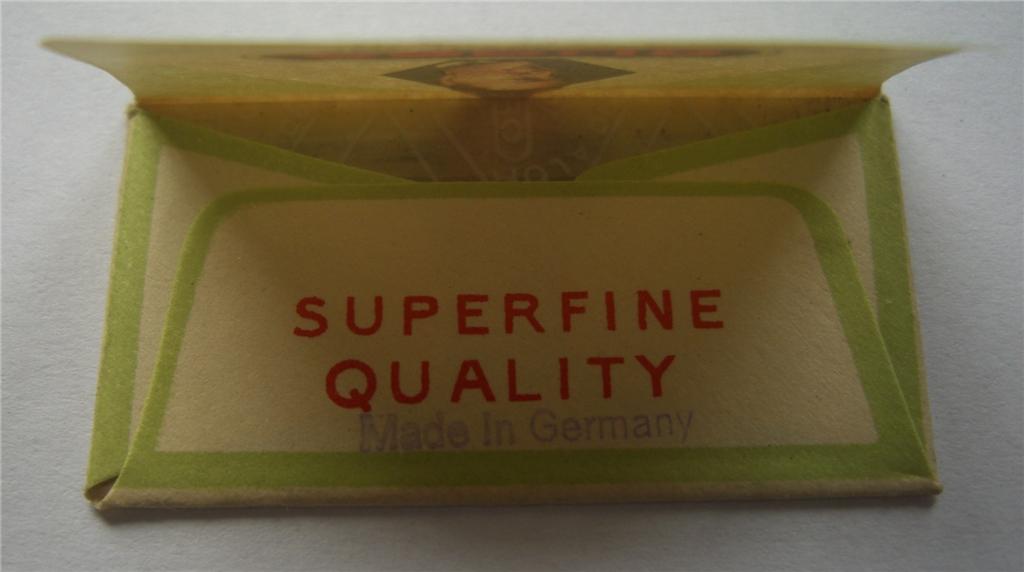 SUPERFINE
QUALITY
Made In Germany